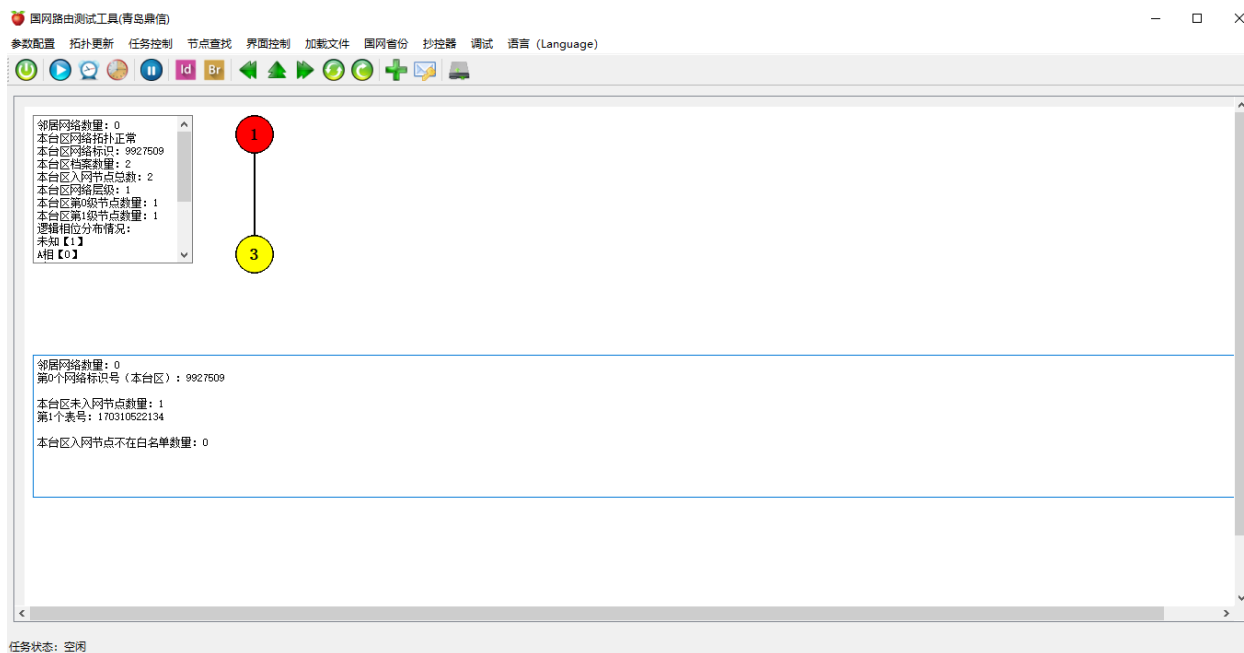 国网路由测试工具(青岛鼎信)
参数配置 拓扑更新 任务控制 节点查找 界面控制 加载文件 国网省份 抄控器 调试 语言（Language）
Id Br
邻居网络数量: 0
本台区网络拓扑正常
本台区网络标识: 9927509
本台区档案数量: 2
本台区入网节点总数: 2
本台区网络层级: 1
本台区第0级节点数量: 1
本台区第1级节点数量: 1
逻辑相位分布情况:
未知【1】
A相【0】
1
3
邻居网络数量: 0
第0个网络标识号（本台区）: 9927509
本台区未入网节点数量: 1
第1个表号: 170310522134
本台区入网节点不在白名单数量: 0
任务状态: 空闲